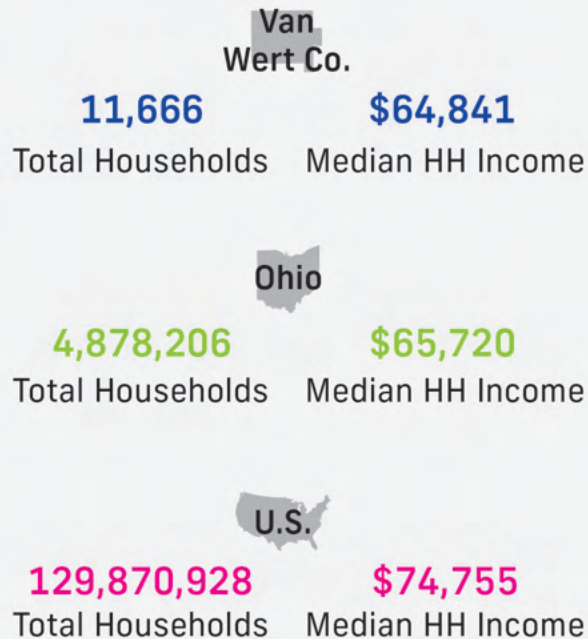 Van
Wert Co.
11,666 $64,841
Total Households Median HH Income
Ohio
4,878,206 $65,720
Total Households Median HH Income
U.S.
129,870,928 $74,755
Total Households Median HH Income